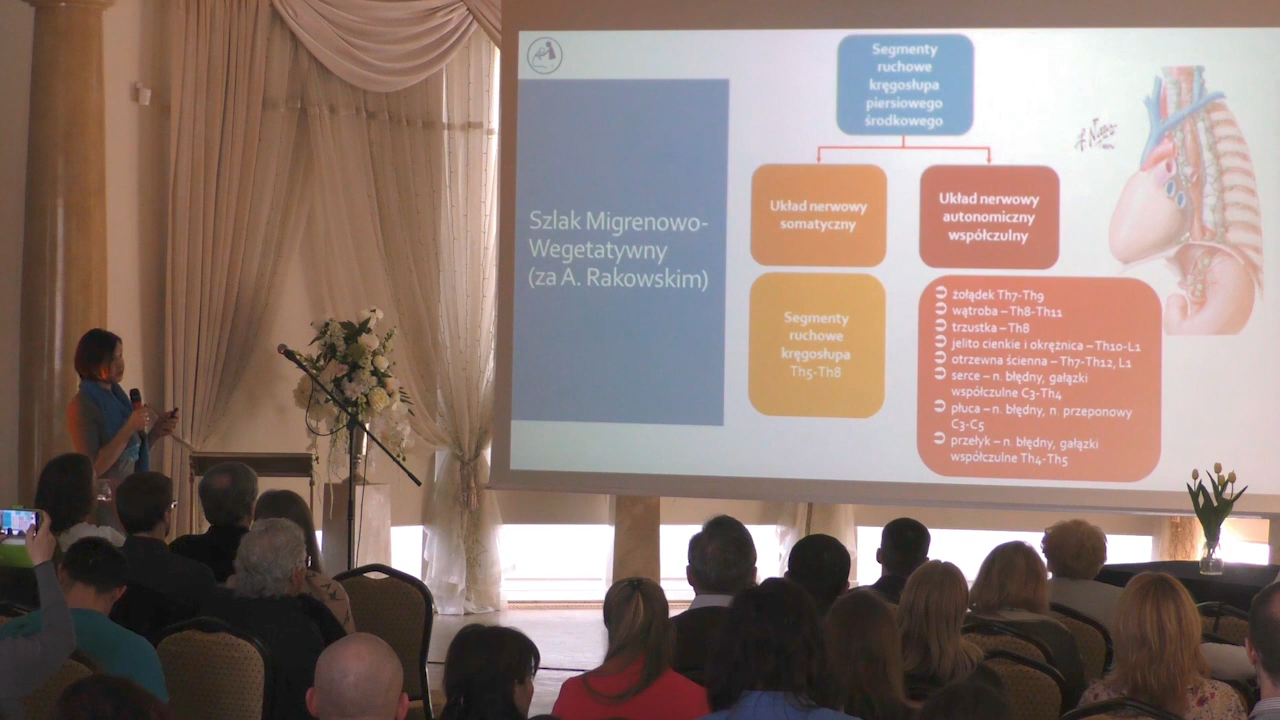 Szlak Migrenowo-
Wegetatywny
(za A. Rakowskim)
Segmenty
ruchowe
kręgosłupa
piersiowego
środkowego
Układ nerwowy
somatyczny
Układ nerwowy
autonomiczny
współczulny
Segmenty
ruchowe
kręgosłupa
Th5-Th8
żołądek Th7-Th9
wątroba – Th8-Th11
trzustka – Th8
jelito cienkie i okrężnica – Th10-L1
otrzewna ścienna – Th7-Th12, L1
serce – n. błędny, gałązki
współczulne C3-Th4
płuca – n. błędny, n. przeponowy
C3-C5
przełyk – n. błędny, gałązki
współczulne Th4-Th5